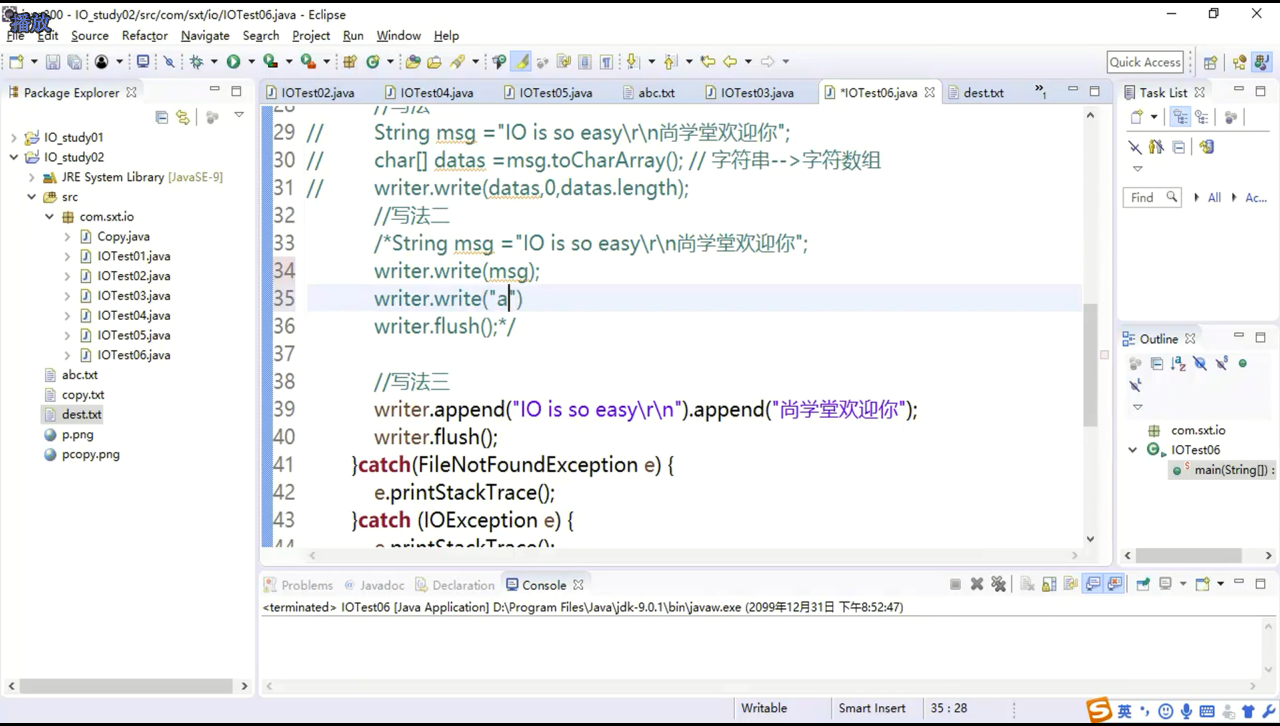 播放
java300 - IO_study02/src/com/sxt/io/IOTest06.java - Eclipse
File Edit Source Refactor Navigate Search Project Run Window Help
Quick Access
Package Explorer
IO_study01
IO_study02
JRE System Library [JavaSE-9]
src
com.sxt.io
Copy.java
IOTest01.java
IOTest02.java
IOTest03.java
IOTest04.java
IOTest05.java
IOTest06.java
abc.txt
copy.txt
dest.txt
p.png
pcopy.png
IOTest02.java IOTest04.java IOTest05.java abc.txt IOTest03.java *IOTest06.java dest.txt »1
28 //写法一
29 // String msg ="IO is so easy\r\n尚学堂欢迎你";
30 // char[] datas =msg.toCharArray(); // 字符串-->字符数组
31 // writer.write(datas,0,datas.length);
32 //写法二
33 /*String msg ="IO is so easy\r\n尚学堂欢迎你";
34 writer.write(msg);
35 writer.write("a")
36 writer.flush();*/
37
38 //写法三
39 writer.append("IO is so easy\r\n").append("尚学堂欢迎你");
40 writer.flush();
41 }catch(FileNotFoundException e) {
42 e.printStackTrace();
43 }catch (IOException e) {
44 e.printStackTrace();
Task List
Find All Ac...
Outline
com.sxt.io
IOTest06
main(String[]) :
Problems Javadoc Declaration Console
<terminated> IOTest06 [Java Application] D:\Program Files\Java\jdk-9.0.1\bin\javaw.exe (2099年12月31日 下午8:52:47)
Writable Smart Insert 35 : 28
英